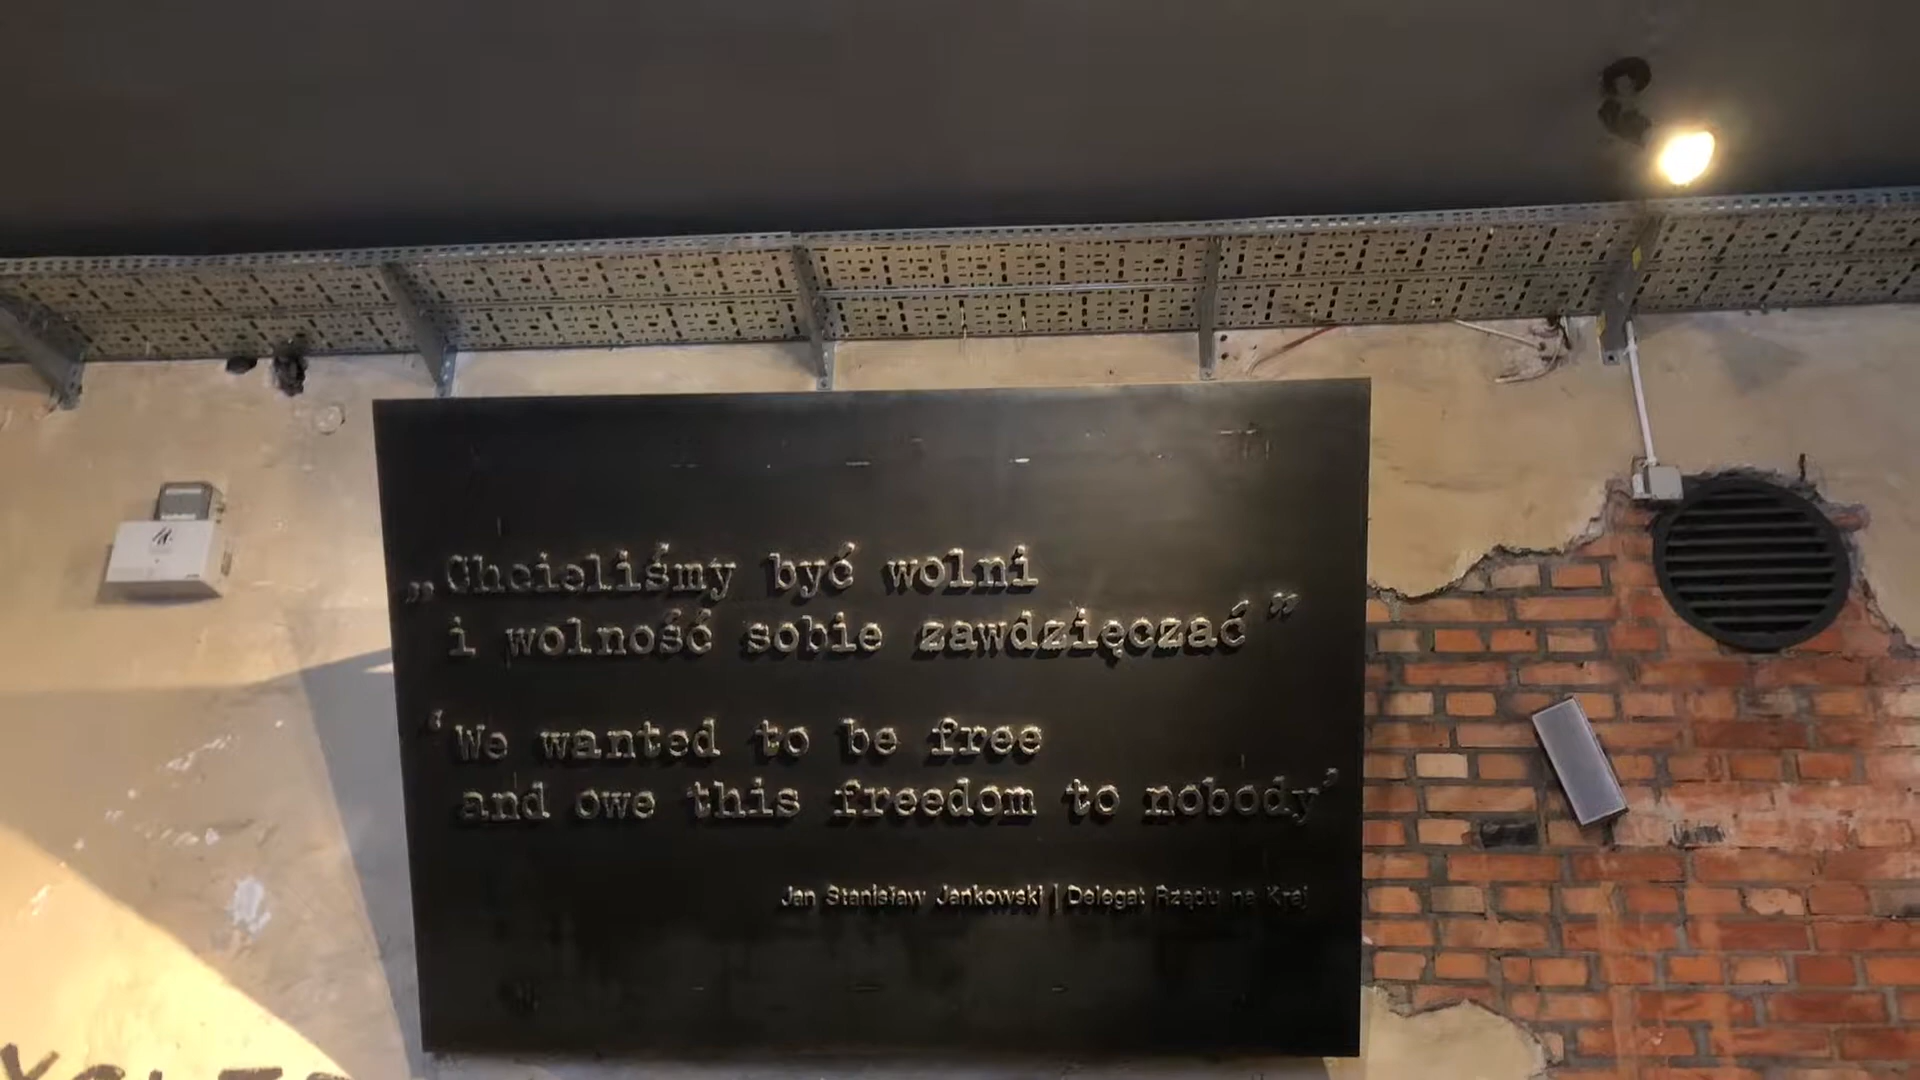 „Chcieliśmy być wolni
i wolność sobie zawdzięczać”
‘We wanted to be free
and owe this freedom to nobody’
Jan Stanisław Jankowski | Delegat Rządu na Kraj